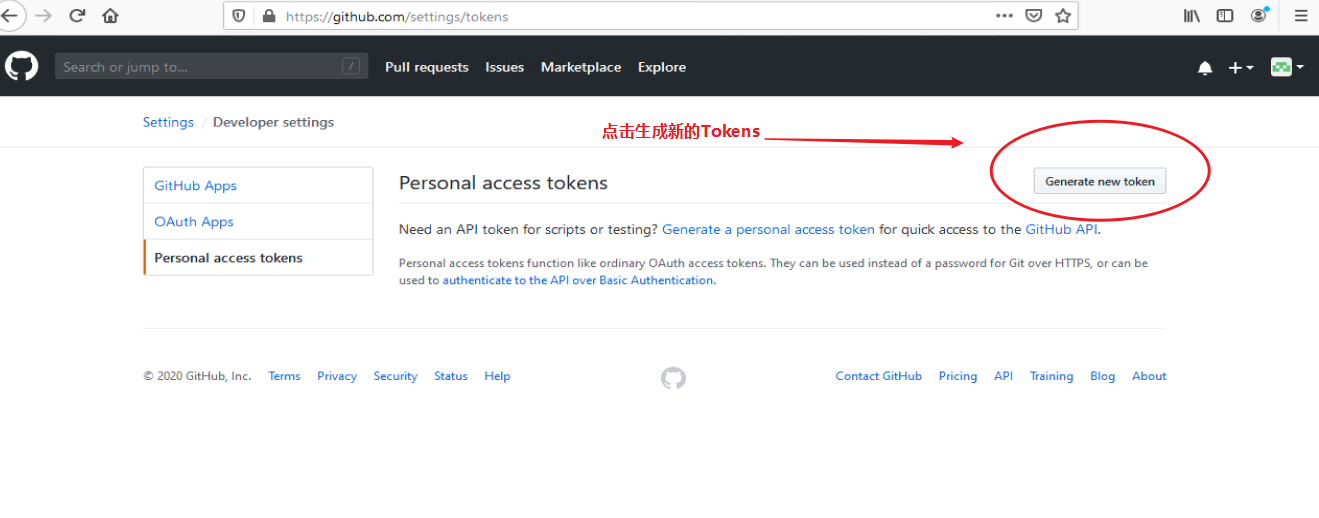 https://github.com/settings/tokens
Search or jump to...
/
Pull requests
Issues
Marketplace
Explore
Settings / Developer settings
点击生成新的Tokens
GitHub Apps
OAuth Apps
Personal access tokens
Personal access tokens
Generate new token
Need an API token for scripts or testing? Generate a personal access token for quick access to the GitHub API.
Personal access tokens function like ordinary OAuth access tokens. They can be used instead of a password for Git over HTTPS, or can be
used to authenticate to the API over Basic Authentication.
© 2020 GitHub, Inc.
Terms
Privacy
Security
Status
Help
Contact GitHub
Pricing
API
Training
Blog
About